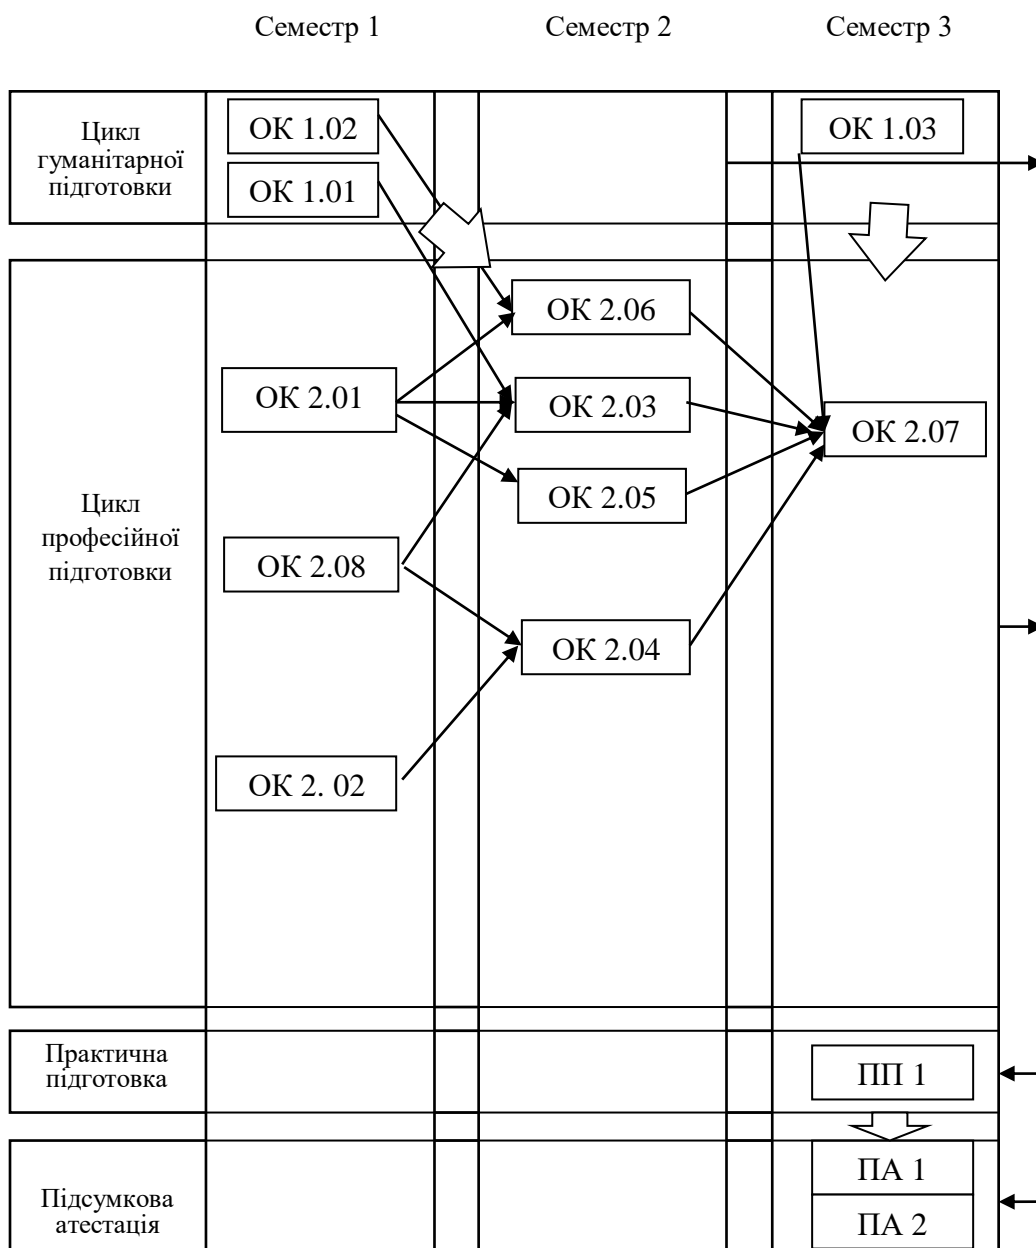 Семестр 1
Семестр 2
Семестр 3
Цикл
гуманітарної
підготовки
ОК 1.02
ОК 1.01
ОК 1.03
Цикл
професійної
підготовки
ОК 2.01
ОК 2.08
ОК 2. 02
ОК 2.06
ОК 2.03
ОК 2.05
ОК 2.04
ОК 2.07
Практична
підготовка
ПП 1
Підсумкова
атестація
ПА 1
ПА 2